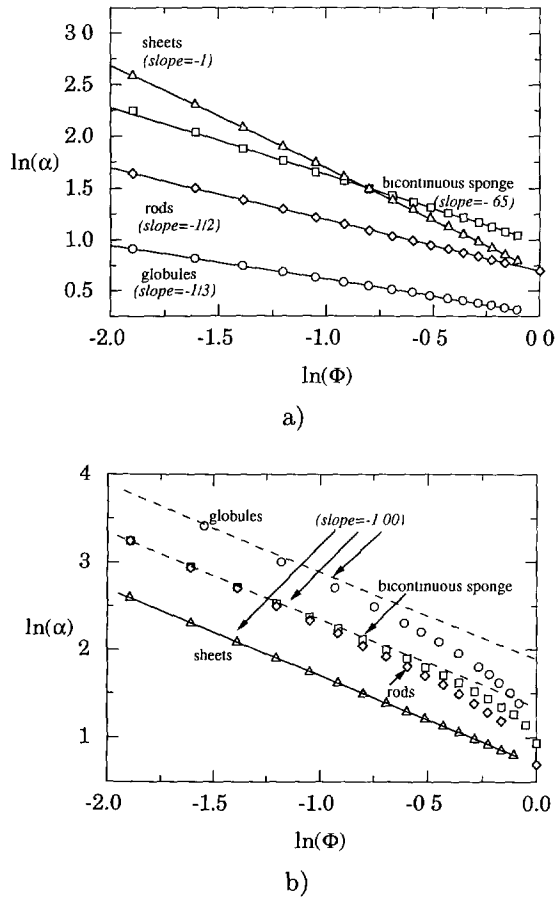 3 0
sheets
(slope=-1)
2.5
2.0
ln(α)
1.5
bicontinuous sponge
(slope=- 65)
rods
(slope=-1/2)
1.0
globules
(slope=-1/3)
0.5
-2.0 -1.5 -1.0 -0 5 0 0
ln(Φ)
a)
4
globules
(slope=-1 00)
3
bicontinuous sponge
ln(α)
2
sheets
rods
1
-2.0 -1.5 -1.0 -0 5 0.0
ln(Φ)
b)